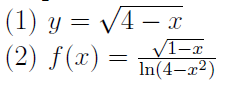 (1) y = √(4 − x)
(2) f(x) = √(1−x) / ln(4−x²)